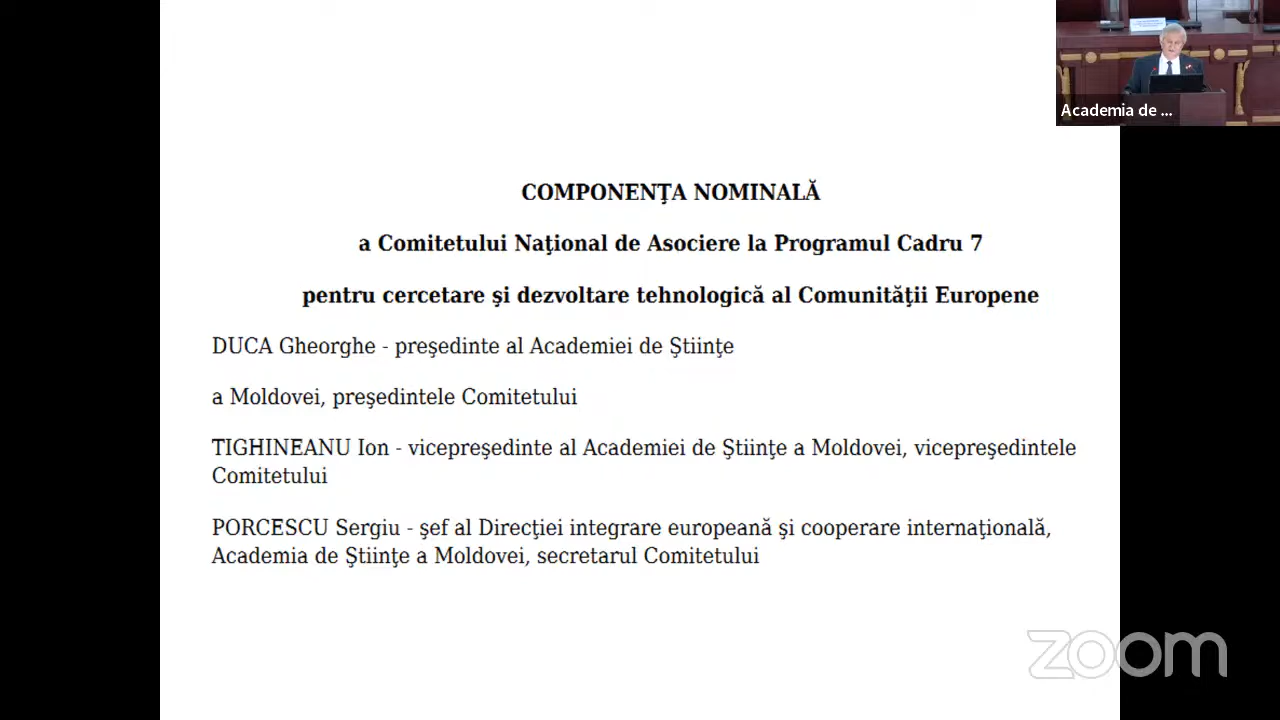 Academia de ...
COMPONENŢA NOMINALĂ
a Comitetului Naţional de Asociere la Programul Cadru 7
pentru cercetare şi dezvoltare tehnologică al Comunităţii Europene
DUCA Gheorghe - preşedinte al Academiei de Ştiinţe
a Moldovei, preşedintele Comitetului
TIGHINEANU Ion - vicepreşedinte al Academiei de Ştiinţe a Moldovei, vicepreşedintele
Comitetului
PORCESCU Sergiu - şef al Direcţiei integrare europeană şi cooperare internaţională,
Academia de Ştiinţe a Moldovei, secretarul Comitetului
zoom